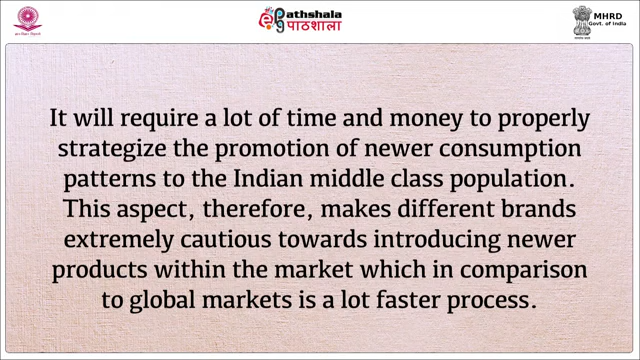 Pathshala
पाठशाला
MHRD
Govt. of India
It will require a lot of time and money to properly
strategize the promotion of newer consumption
patterns to the Indian middle class population.
This aspect, therefore, makes different brands
extremely cautious towards introducing newer
products within the market which in comparison
to global markets is a lot faster process.